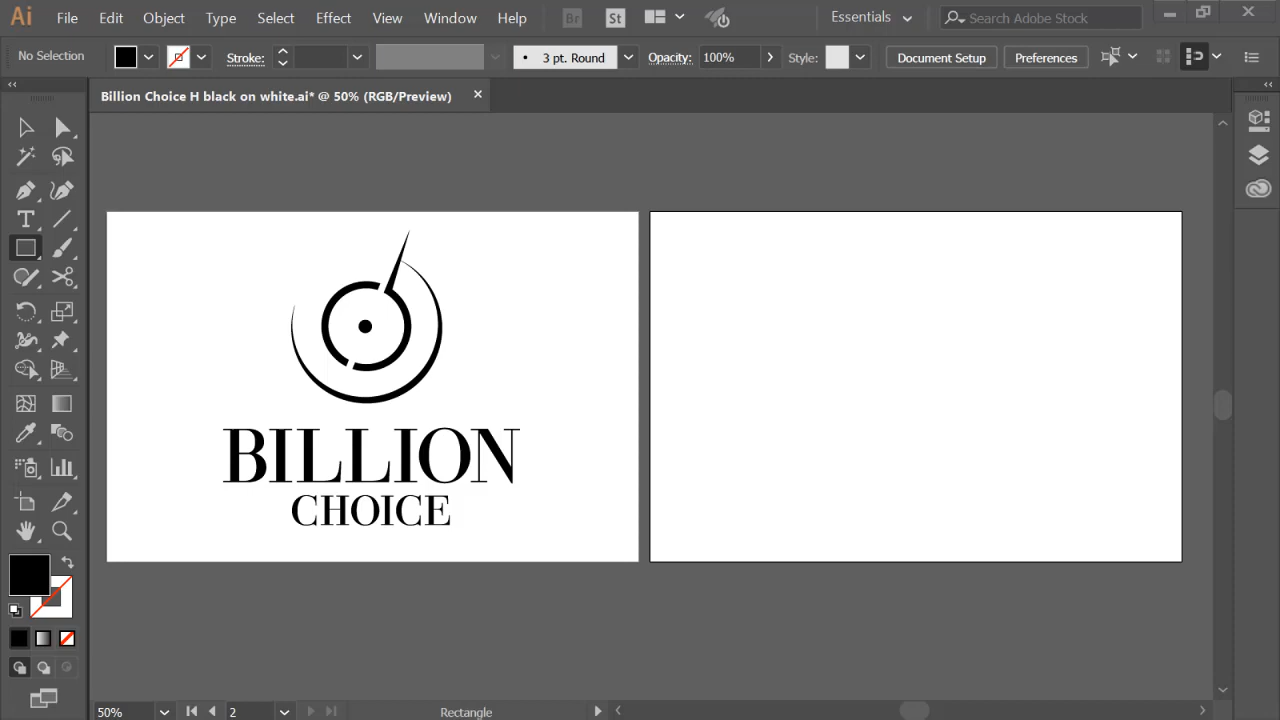 Ai File Edit Object Type Select Effect View Window Help Br St Essentials Search Adobe Stock
No Selection Stroke: 3 pt. Round Opacity: 100% Style: Document Setup Preferences
Billion Choice H black on white.ai* @ 50% (RGB/Preview)
BILLION
CHOICE
50% 2 Rectangle